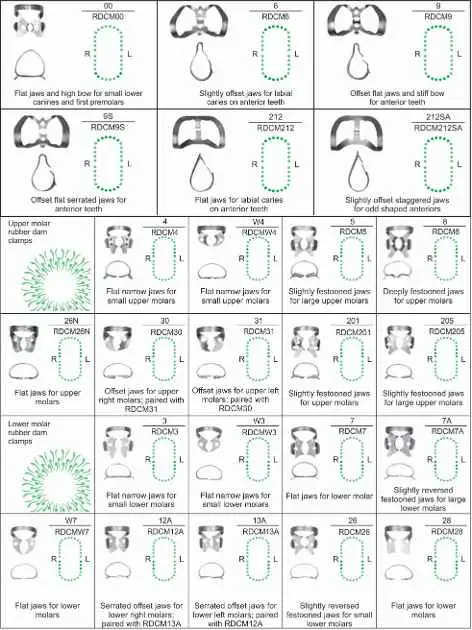 00
RDCM00
R L
Flat jaws and high bow for small lower
canines and first premolars
6
RDCM6
R L
Slightly offset jaws for labial
caries on anterior teeth
9
RDCM9
R L
Offset flat jaws and stiff bow
for anterior teeth
9S
RDCM9S
R L
Offset flat serrated jaws for
anterior teeth
212
RDCM212
R L
Flat jaws for labial caries
on anterior teeth
212SA
RDCM212SA
R L
Slightly offset staggered jaws
for odd shaped anteriors
Upper molar
rubber dam
clamps
4
RDCM4
R L
Flat narrow jaws for
small upper molars
W4
RDCMW4
R L
Flat narrow jaws for
small upper molars
5
RDCM5
R L
Slightly festooned jaws
for large upper molars
8
RDCM8
R L
Deeply festooned jaws
for upper molars
26N
RDCM26N
R L
Flat jaws for upper
molars
30
RDCM30
R L
Offset jaws for upper
right molars; paired with
RDCM31
31
RDCM31
R L
Offset jaws for upper left
molars; paired with
RDCM30
201
RDCM201
R L
Slightly festooned jaws
for upper molars
205
RDCM205
R L
Slightly festooned jaws
for large upper molars
Lower molar
rubber dam
clamps
3
RDCM3
R L
Flat narrow jaws for
small lower molars
W3
RDCMW3
R L
Flat narrow jaws for
small lower molars
7
RDCM7
R L
Flat jaws for lower molar
7A
RDCM7A
R L
Slightly reversed
festooned jaws for large
lower molars
W7
RDCMW7
R L
Flat jaws for lower
molars
12A
RDCM12A
R L
Serrated offset jaws for
lower right molars;
paired with RDCM13A
13A
RDCM13A
R L
Serrated offset jaws for
lower left molars; paired
with RDCM12A
26
RDCM26
R L
Slightly reversed
festooned jaws for small
lower molars
28
RDCM28
R L
Flat jaws for lower
molars